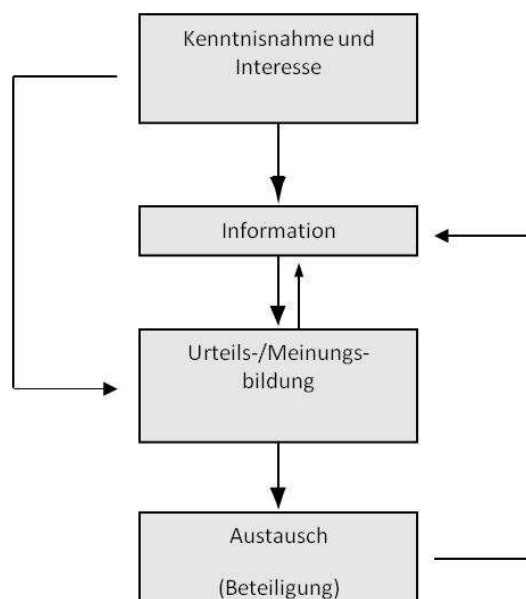 Kenntnisnahme und
Interesse
Information
Urteils-/Meinungs-
bildung
Austausch
(Beteiligung)